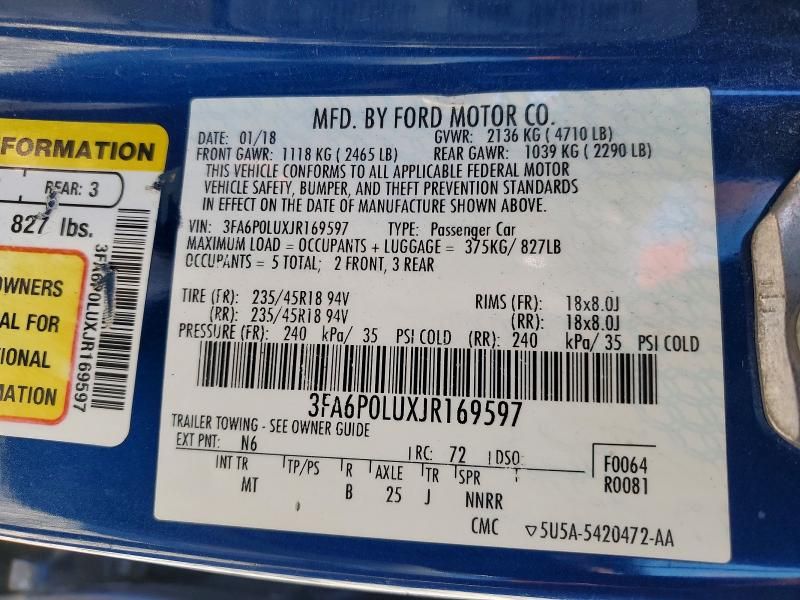 FORMATION
REAR: 3
827 lbs.
OWNERS
AL FOR
TIONAL
MATION
3FA6P0LUXJR169597
MFD. BY FORD MOTOR CO.
DATE: 01/18 GVWR: 2136 KG ( 4710 LB)
FRONT GAWR: 1118 KG ( 2465 LB) REAR GAWR: 1039 KG ( 2290 LB)
THIS VEHICLE CONFORMS TO ALL APPLICABLE FEDERAL MOTOR
VEHICLE SAFETY, BUMPER, AND THEFT PREVENTION STANDARDS
IN EFFECT ON THE DATE OF MANUFACTURE SHOWN ABOVE.
VIN: 3FA6P0LUXJR169597 TYPE: Passenger Car
MAXIMUM LOAD = OCCUPANTS + LUGGAGE = 375KG/ 827LB
OCCUPANTS = 5 TOTAL; 2 FRONT, 3 REAR
TIRE (FR): 235/45R18 94V RIMS (FR): 18x8.0J
(RR): 235/45R18 94V (RR): 18x8.0J
PRESSURE (FR): 240 kPa/ 35 PSI COLD (RR): 240 kPa/ 35 PSI COLD
3FA6P0LUXJR169597
TRAILER TOWING - SEE OWNER GUIDE
EXT PNT: N6 RC: 72 DSO: F0064
INT TR TP/PS R AXLE TR SPR T R0081
MT B 25 J NNRR
CMC ▽5U5A-5420472-AA